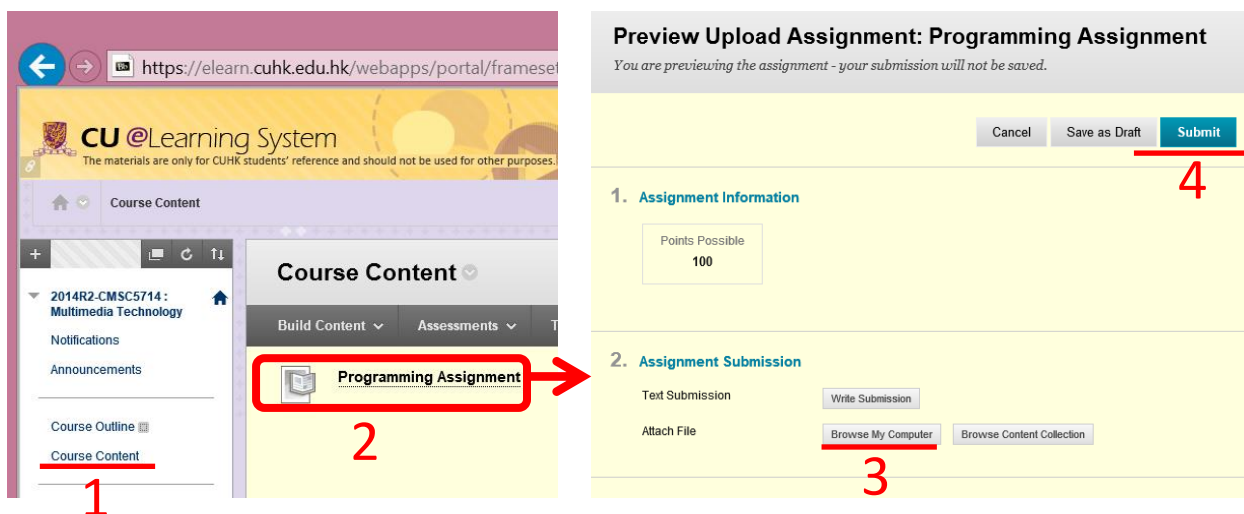 https://elearn.cuhk.edu.hk/webapps/portal/frameset
CU eLearning System
The materials are only for CUHK students' reference and should not be used for other purposes.
Course Content
2014R2-CMSC5714 :
Multimedia Technology
Notifications
Announcements
Course Outline
Course Content
1
Course Content
Build Content
Assessments
T
Programming Assignment
2
Preview Upload Assignment: Programming Assignment
You are previewing the assignment - your submission will not be saved.
Cancel Save as Draft Submit
4
1. Assignment Information
Points Possible
100
2. Assignment Submission
Text Submission Write Submission
Attach File Browse My Computer Browse Content Collection
3